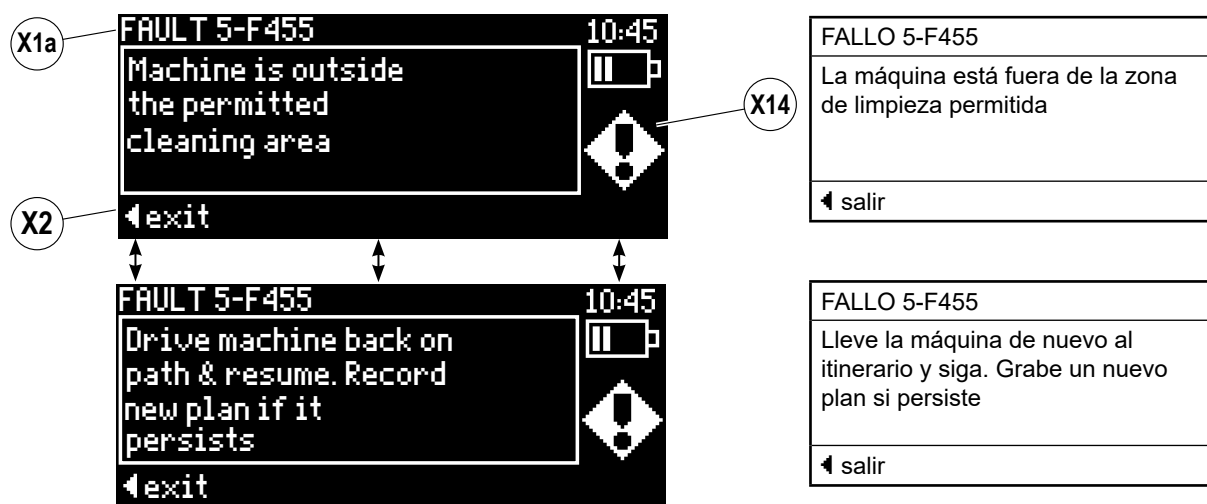 X1a
FAULT 5-F455
10:45
Machine is outside
the permitted
cleaning area
X14
X2
exit
FALLO 5-F455
La máquina está fuera de la zona
de limpieza permitida
salir
FAULT 5-F455
10:45
Drive machine back on
path & resume. Record
new plan if it
persists
exit
FALLO 5-F455
Lleve la máquina de nuevo al
itinerario y siga. Grabe un nuevo
plan si persiste
salir